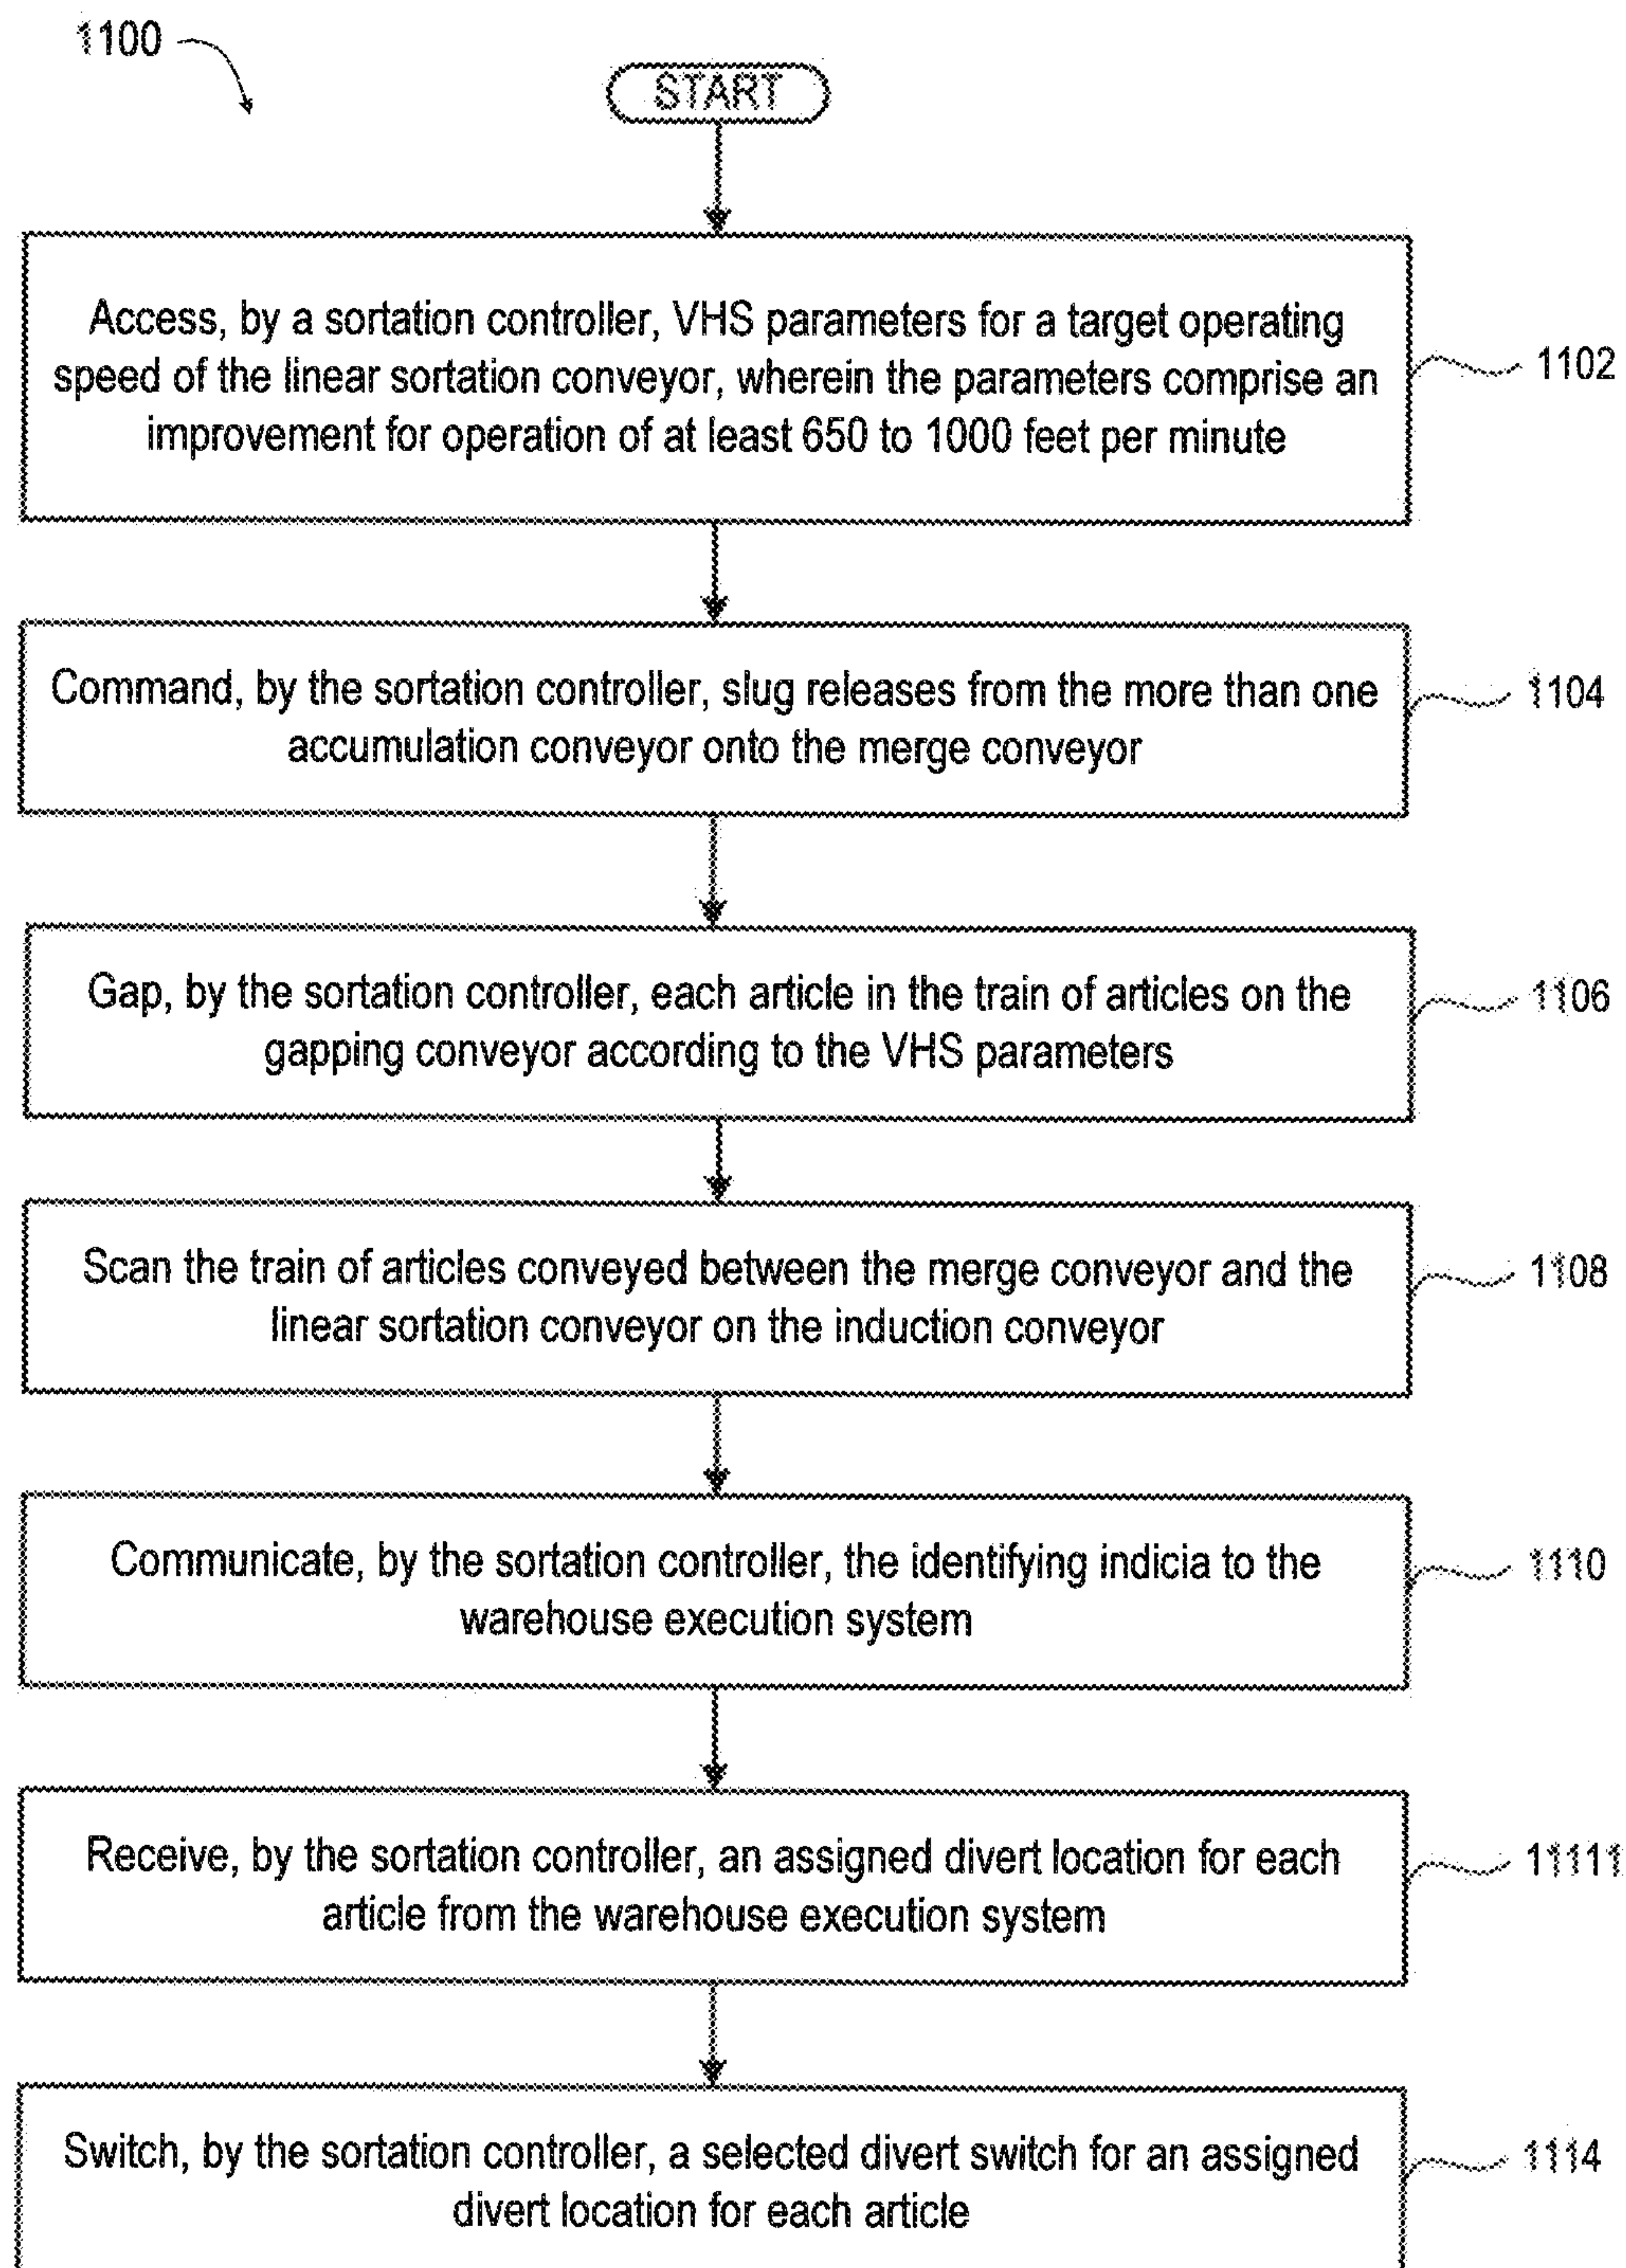 1100
START
Access, by a sortation controller, VHS parameters for a target operating
speed of the linear sortation conveyor, wherein the parameters comprise an
improvement for operation of at least 650 to 1000 feet per minute
1102
Command, by the sortation controller, slug releases from the more than one
accumulation conveyor onto the merge conveyor
1104
Gap, by the sortation controller, each article in the train of articles on the
gapping conveyor according to the VHS parameters
1106
Scan the train of articles conveyed between the merge conveyor and the
linear sortation conveyor on the induction conveyor
1108
Communicate, by the sortation controller, the identifying indicia to the
warehouse execution system
1110
Receive, by the sortation controller, an assigned divert location for each
article from the warehouse execution system
11111
Switch, by the sortation controller, a selected divert switch for an assigned
divert location for each article
1114